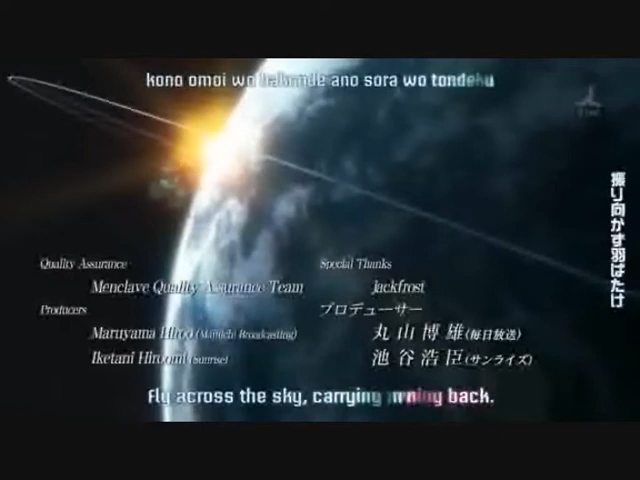 kono omoi wo hakonde ano sora wo tondeku
振り向かず羽ばたけ
Quality Assurance
Menclave Quality Assurance Team
Producers
Maruyama Hiroo (Mainichi Broadcasting)
Iketani Hiroomi (Sunrise)
Special Thanks
Jackfrost
プロデューサー
丸山博雄(毎日放送)
池谷浩臣(サンライズ)
fly across the sky, carrying back.